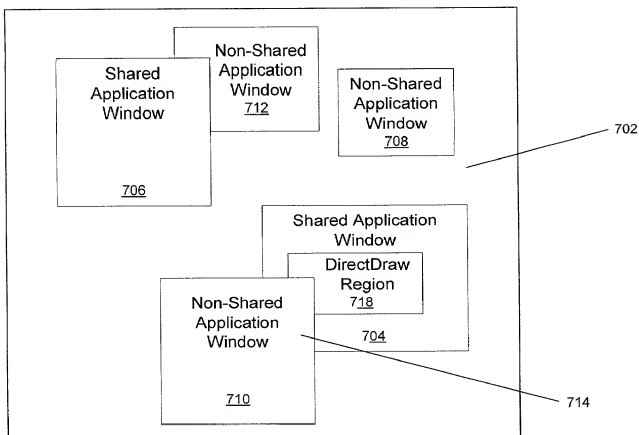 Non-Shared
Application
Window
712
Shared
Application
Window
706
Non-Shared
Application
Window
708
702
Shared Application
Window
DirectDraw
Region
718
704
Non-Shared
Application
Window
710
714